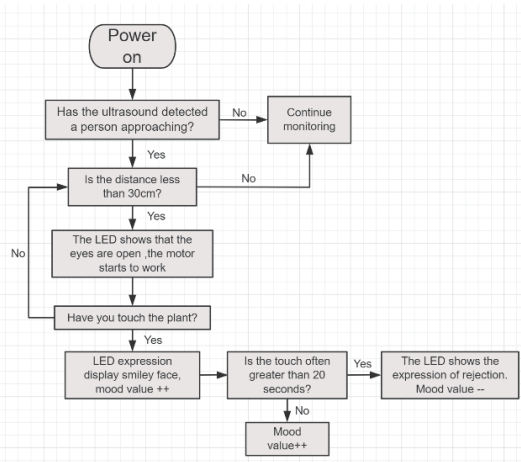 Power
on
Has the ultrasound detected
a person approaching?
No
Continue
monitoring
Yes
Is the distance less
than 30cm?
No
Yes
The LED shows that the
eyes are open ,the motor
starts to work
No
Have you touch the plant?
Yes
LED expression
display smiley face,
mood value ++
Is the touch often
greater than 20
seconds?
Yes
The LED shows the
expression of rejection.
Mood value --
No
Mood
value++